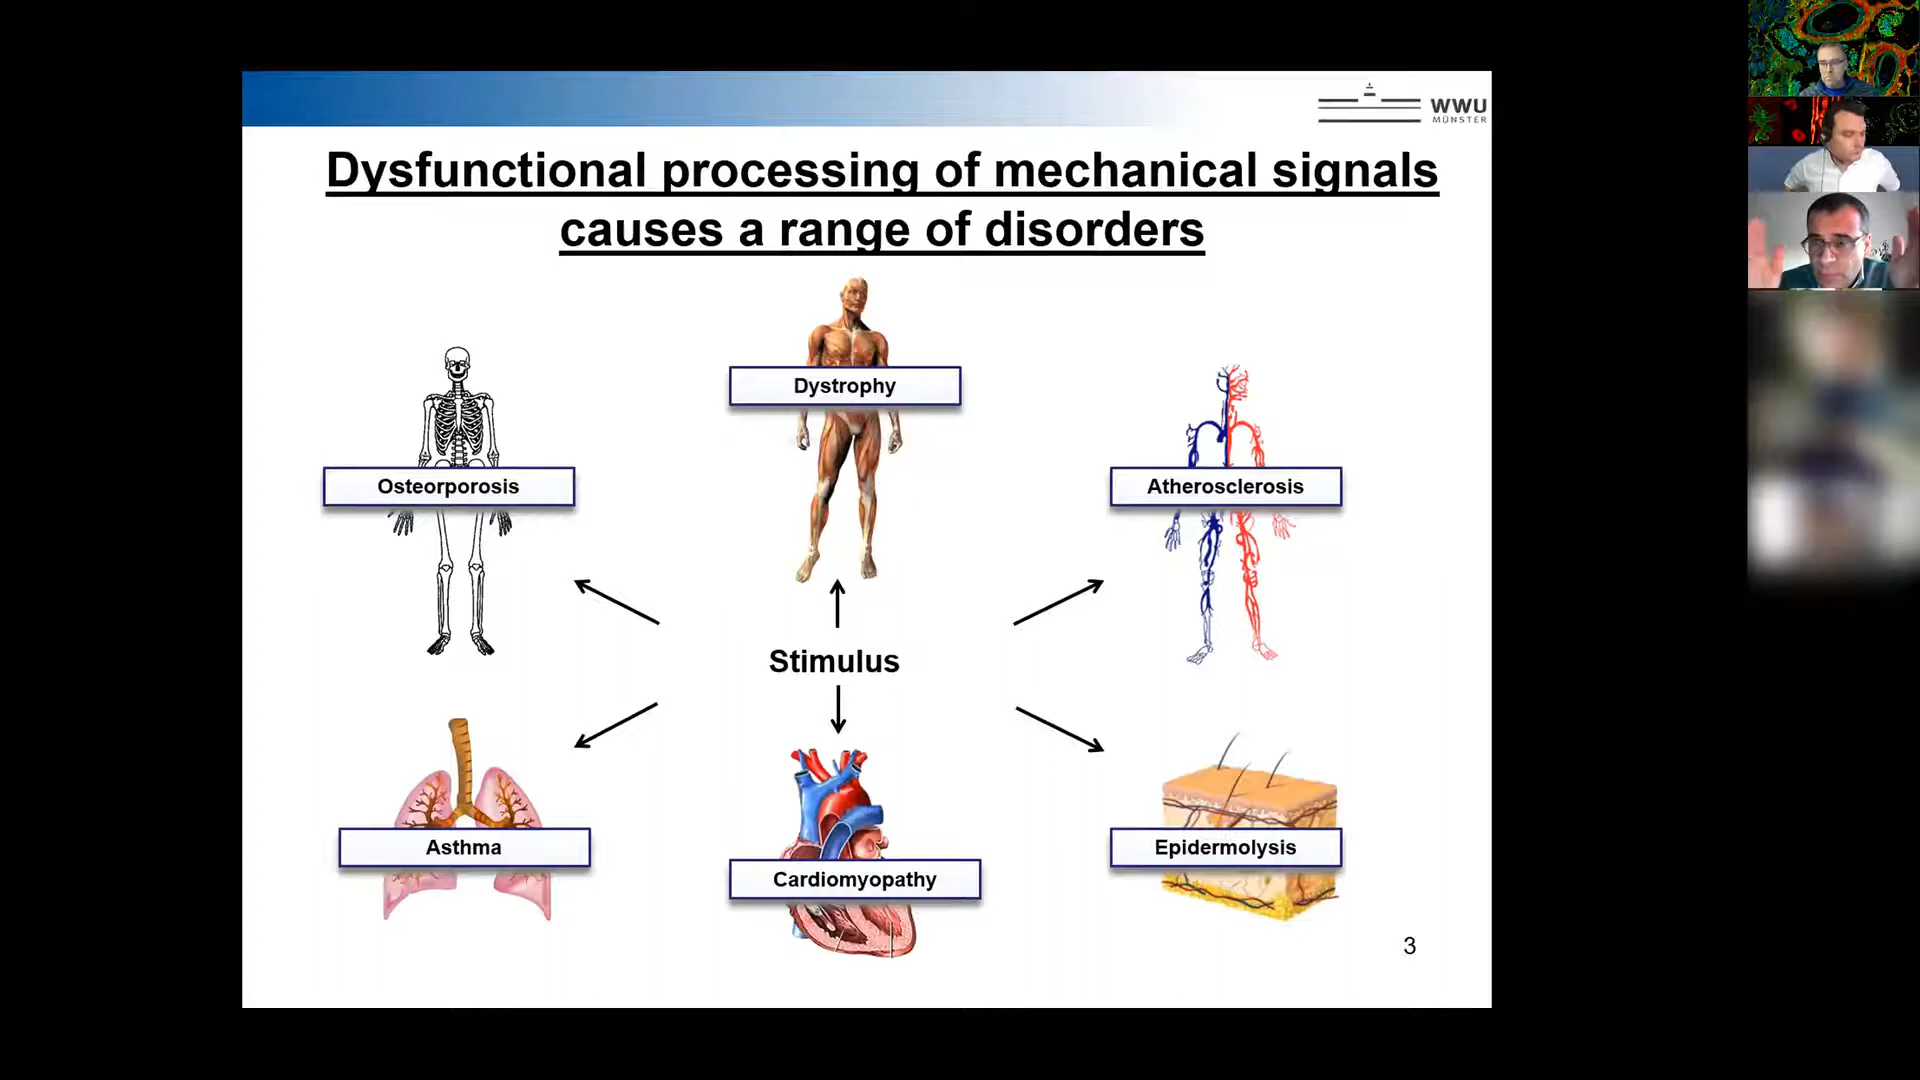 WWU
MÜNSTER
Dysfunctional processing of mechanical signals
causes a range of disorders
Dystrophy
Osteorporosis
Atherosclerosis
Stimulus
Asthma
Cardiomyopathy
Epidermolysis
3